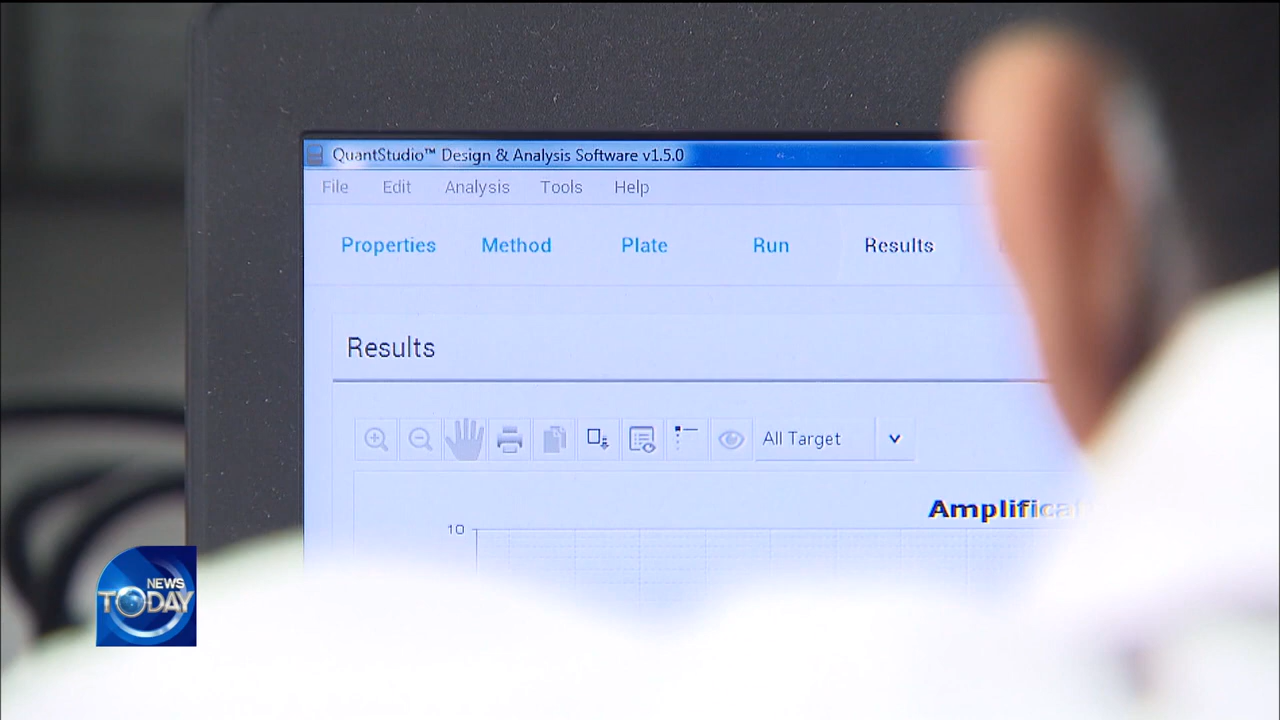 QuantStudio™ Design & Analysis Software v1.5.0
File Edit Analysis Tools Help
Properties Method Plate Run Results
Results
All Target
Amplifica
10
NEWS
TODAY